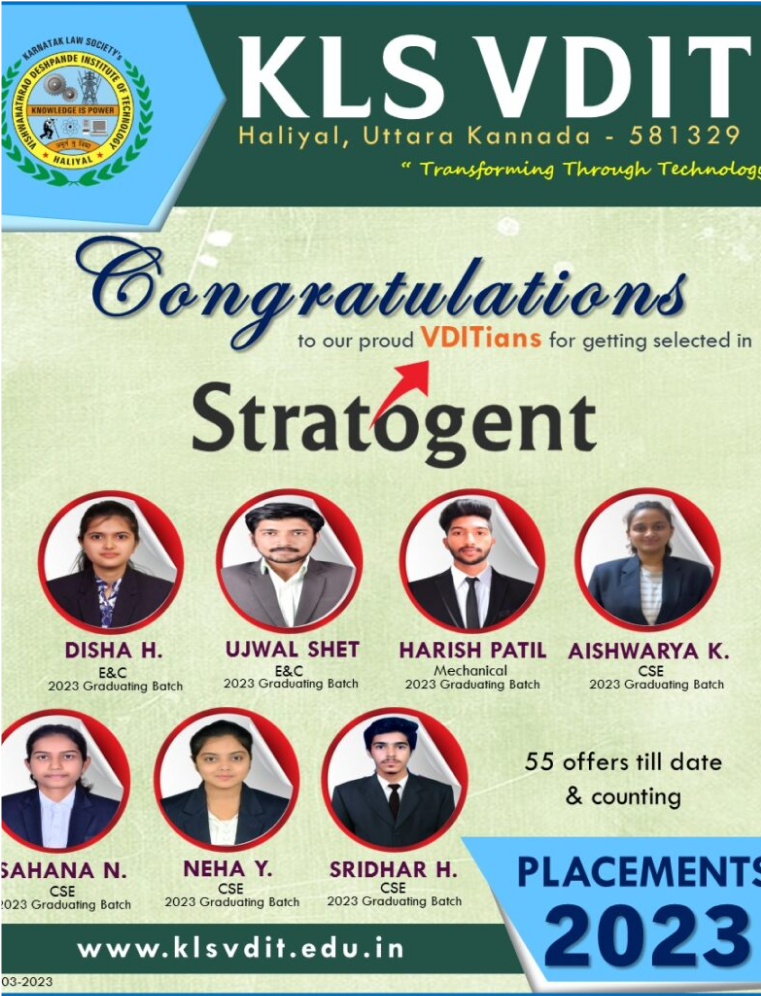 KARNATAK LAW SOCIETY's
VISWANATHRAO DESHPANDE INSTITUTE OF TECHNOLOGY
KNOWLEDGE IS POWER
HALIYAL
KLS VDIT
Haliyal, Uttara Kannada - 581329
“ Transforming Through Technology
Congratulations
to our proud VDITians for getting selected in
Stratogent
DISHA H. UJWAL SHET HARISH PATIL AISHWARYA K.
E&C E&C Mechanical CSE
2023 Graduating Batch 2023 Graduating Batch 2023 Graduating Batch 2023 Graduating Batch
55 offers till date
& counting
SAHANA N. NEHA Y. SRIDHAR H.
CSE CSE CSE
2023 Graduating Batch 2023 Graduating Batch 2023 Graduating Batch
PLACEMENTS
2023
www.klsvdit.edu.in
03-2023